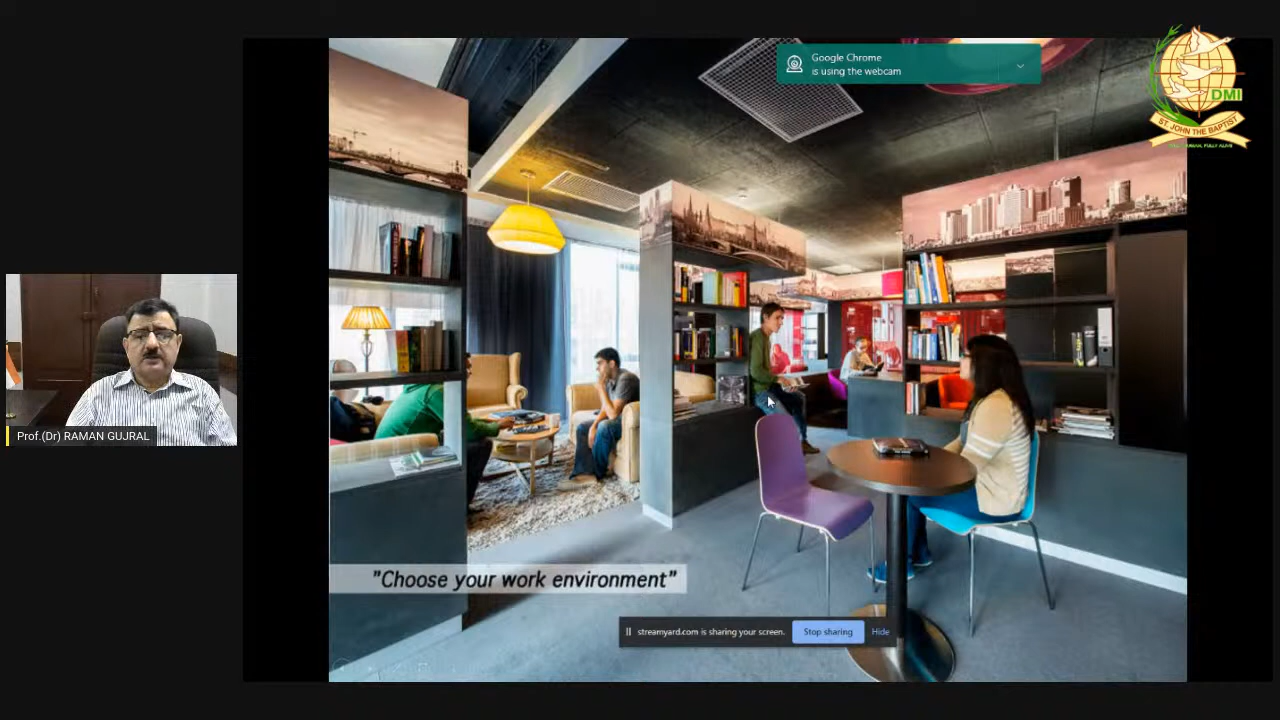 Google Chrome
is using the webcam
DMI
ST. JOHN THE BAPTIST
Prof.(Dr) RAMAN GUJRAL
"Choose your work environment"
streamyard.com is sharing your screen.
Stop sharing
Hide